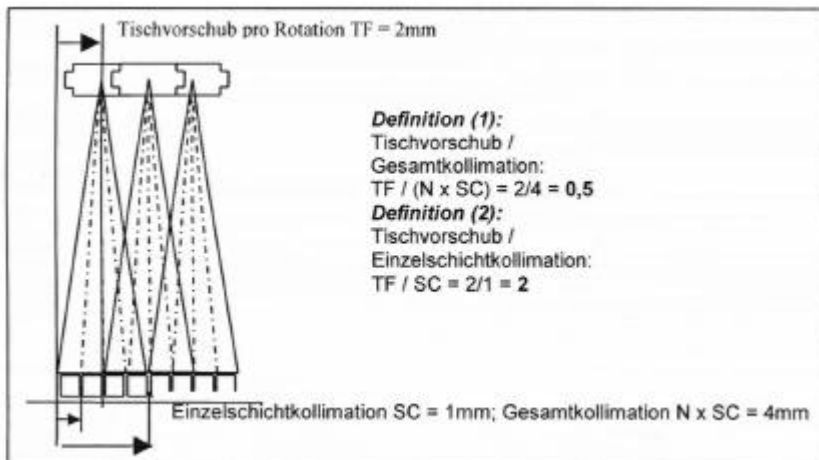 Tischvorschub pro Rotation TF = 2mm
Definition (1):
Tischvorschub /
Gesamtkollimation:
TF / (N x SC) = 2/4 = 0,5
Definition (2):
Tischvorschub /
Einzelschichtkollimation:
TF / SC = 2/1 = 2
Einzelschichtkollimation SC = 1mm; Gesamtkollimation N x SC = 4mm